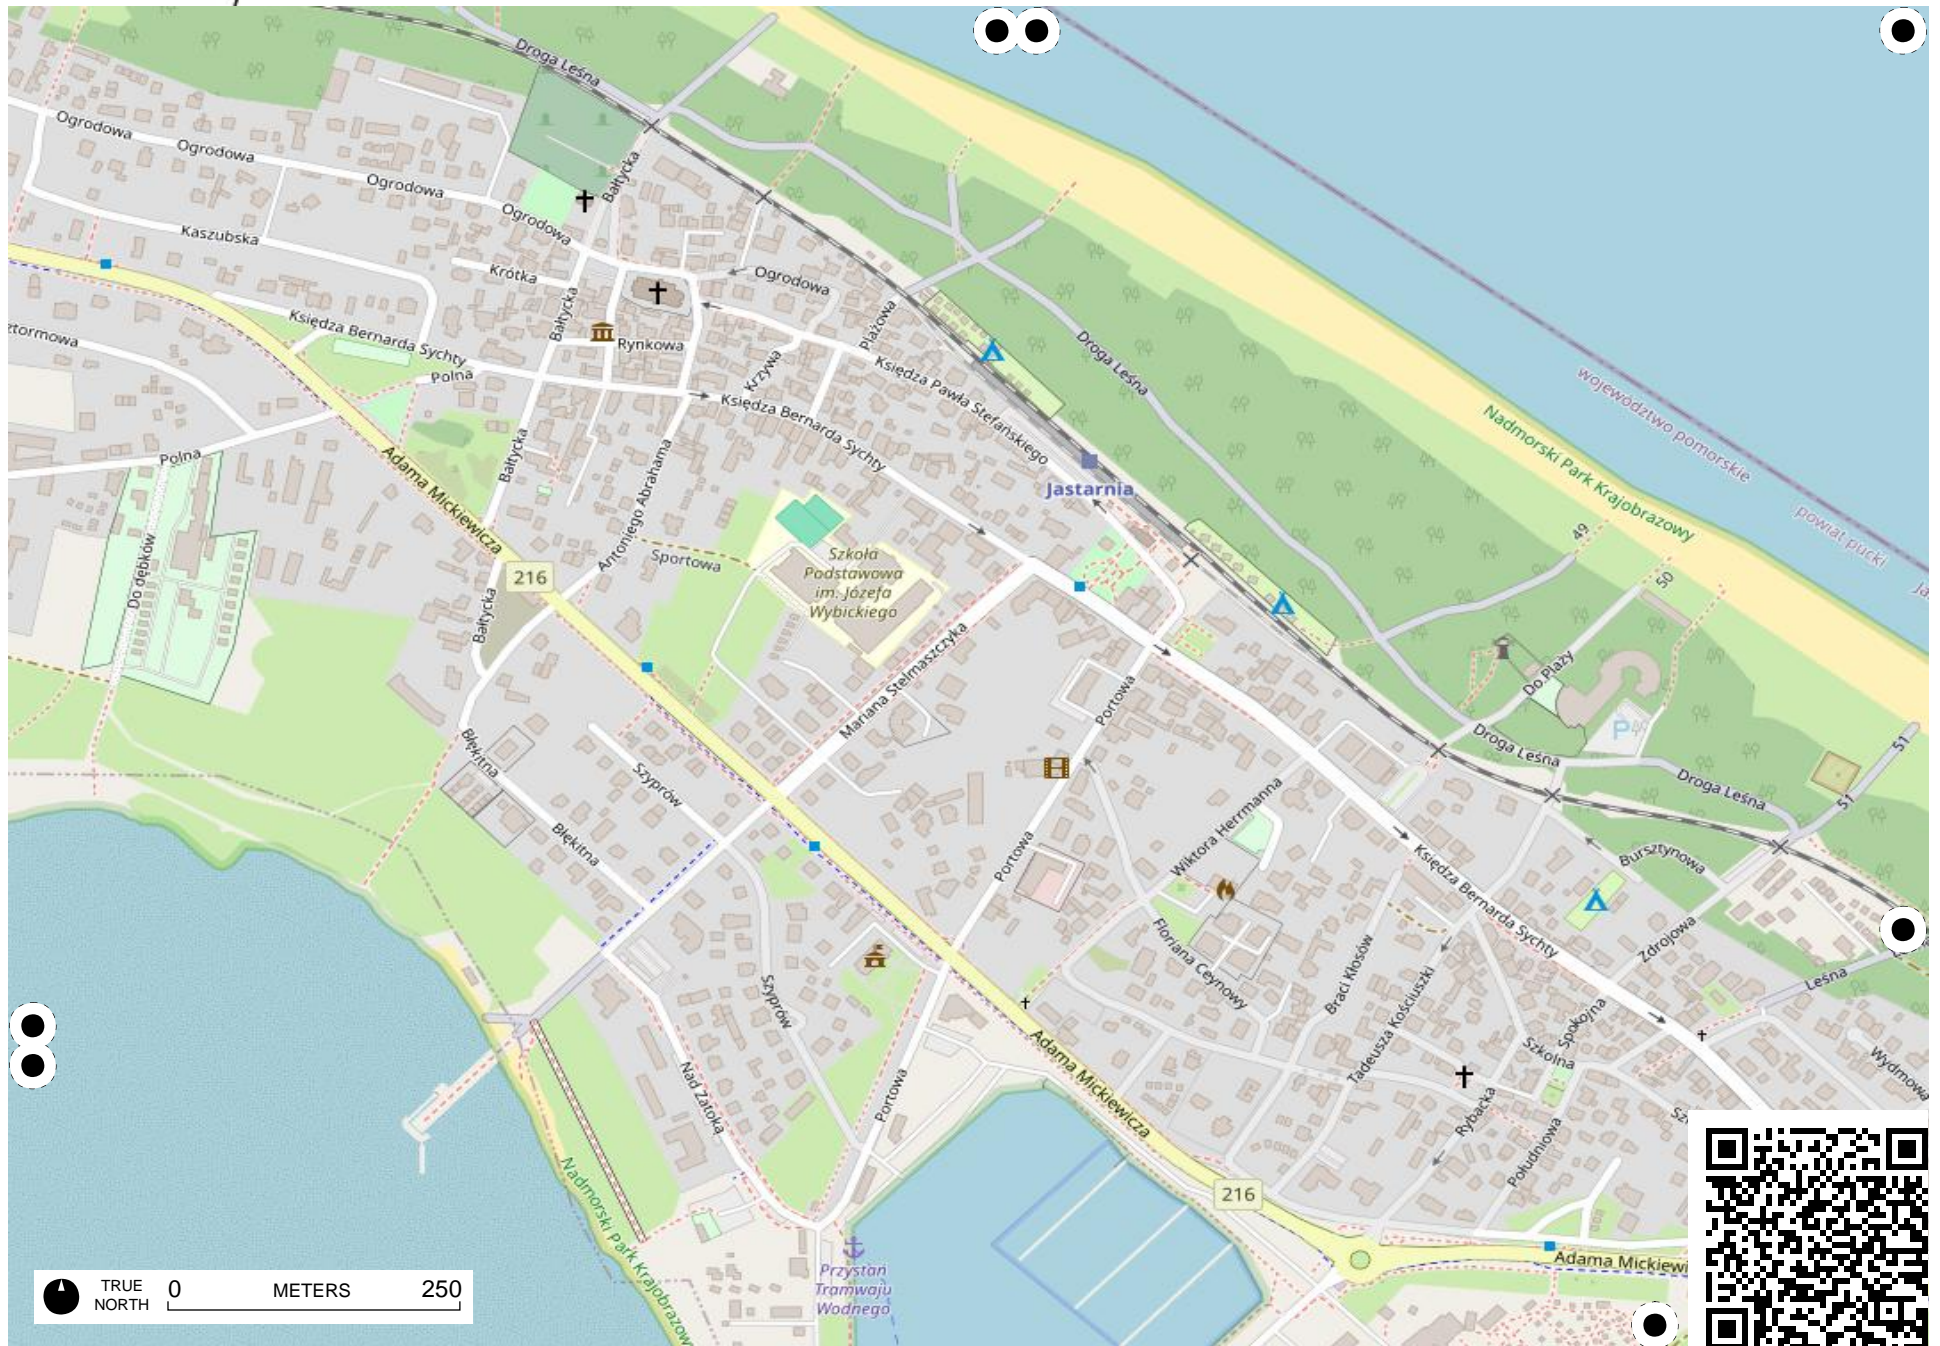 Droga Leśna
Ogrodowa
Ogrodowa
Ogrodowa
Ogrodowa
Bałtycka
Kaszubska
Krótka
Ogrodowa
Księdza Bernarda Sychty
Bałtycka
Rynkowa
Plażowa
Krzywa
Polna
Księdza Pawła Stefańskiego
Księdza Bernarda Sychty
Droga Leśna
województwo pomorskie
Nadmorski Park Krajobrazowy
powiat pucki
Polna
Bałtycka
Adama Mickiewicza
Antoniego Abrahama
Jastarnia
49
50
216
Sportowa
Szkoła
Podstawowa
im. Józefa
Wybickiego
Do dębków
Bałtycka
Mariana Stelmaszczyka
Portowa
Do Plaży
P
Błękitna
Szyprów
Droga Leśna
Droga Leśna
51
51
Błękitna
Portowa
Wiktora Herrmanna
Księdza Bernarda Sychty
Bursztynowa
Zdrojowa
Leśna
Floriana Ceynowy
Braci Kłosów
Tadeusza Kościuszki
Szyprów
Spokojna
Szkolna
Wydmowa
Nad Zatoką
Portowa
Adama Mickiewicza
Rybacka
Południowa
216
Nadmorski Park Krajobrazow
Adama Mickiewi
Przystań
Tramwaju
Wodnego
TRUE
NORTH
0 METERS 250